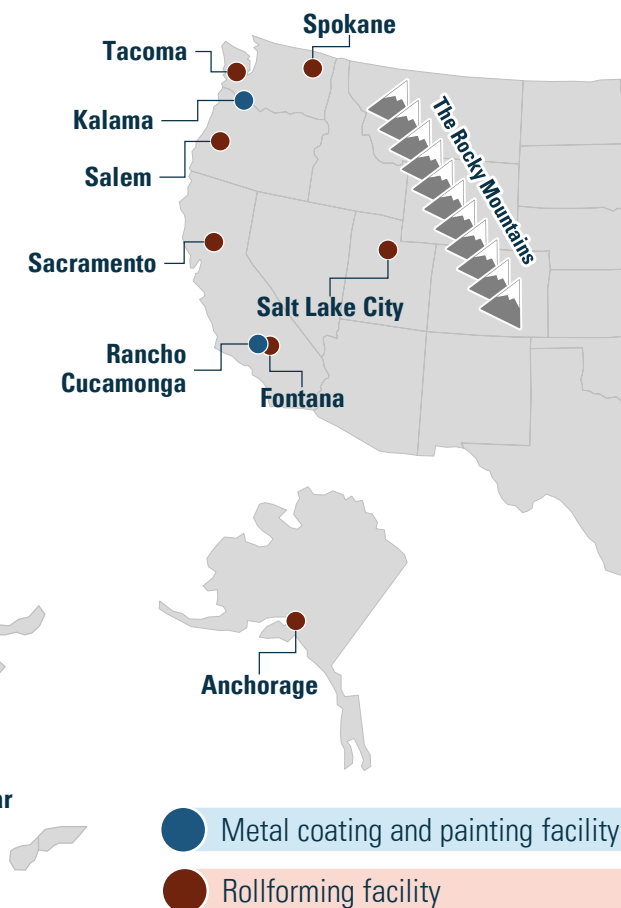 Spokane
Tacoma
Kalama
Salem
Sacramento
The Rocky Mountains
Salt Lake City
Rancho
Cucamonga
Fontana
Anchorage
Metal coating and painting facility
Rollforming facility